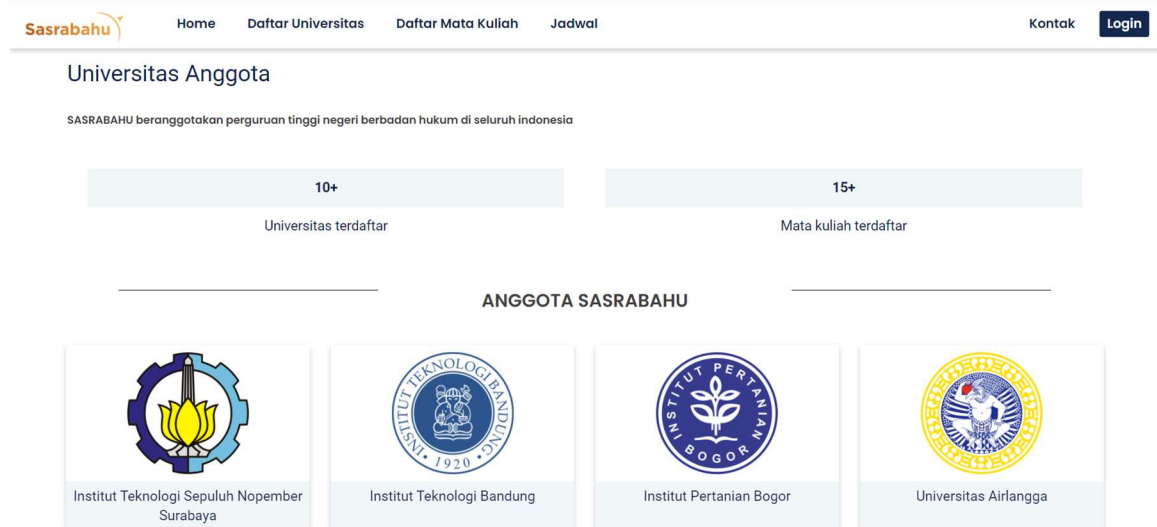 Sasrabahu
Home Daftar Universitas Daftar Mata Kuliah Jadwal Kontak Login
Universitas Anggota
SASRABAHU beranggotakan perguruan tinggi negeri berbadan hukum di seluruh indonesia
10+ 15+
Universitas terdaftar Mata kuliah terdaftar
ANGGOTA SASRABAHU
INSTITUT TEKNOLOGI BANDUNG
1920
INSTITUT PERTANIAN
BOGOR
Institut Teknologi Sepuluh Nopember
Surabaya
Institut Teknologi Bandung
Institut Pertanian Bogor
Universitas Airlangga